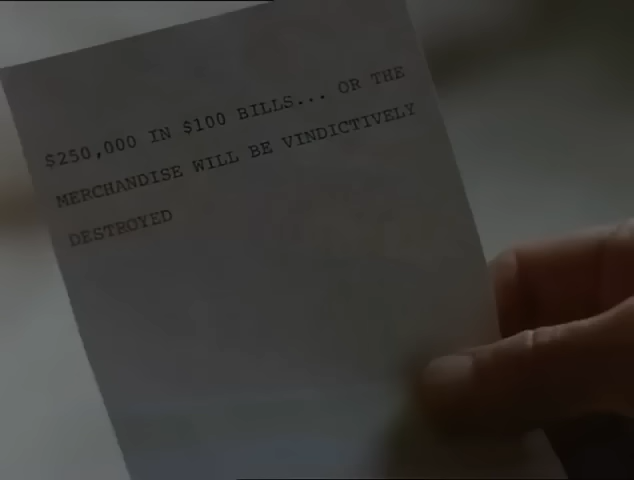 $250,000 IN $100 BILLS... OR THE
MERCHANDISE WILL BE VINDICTIVELY
DESTROYED